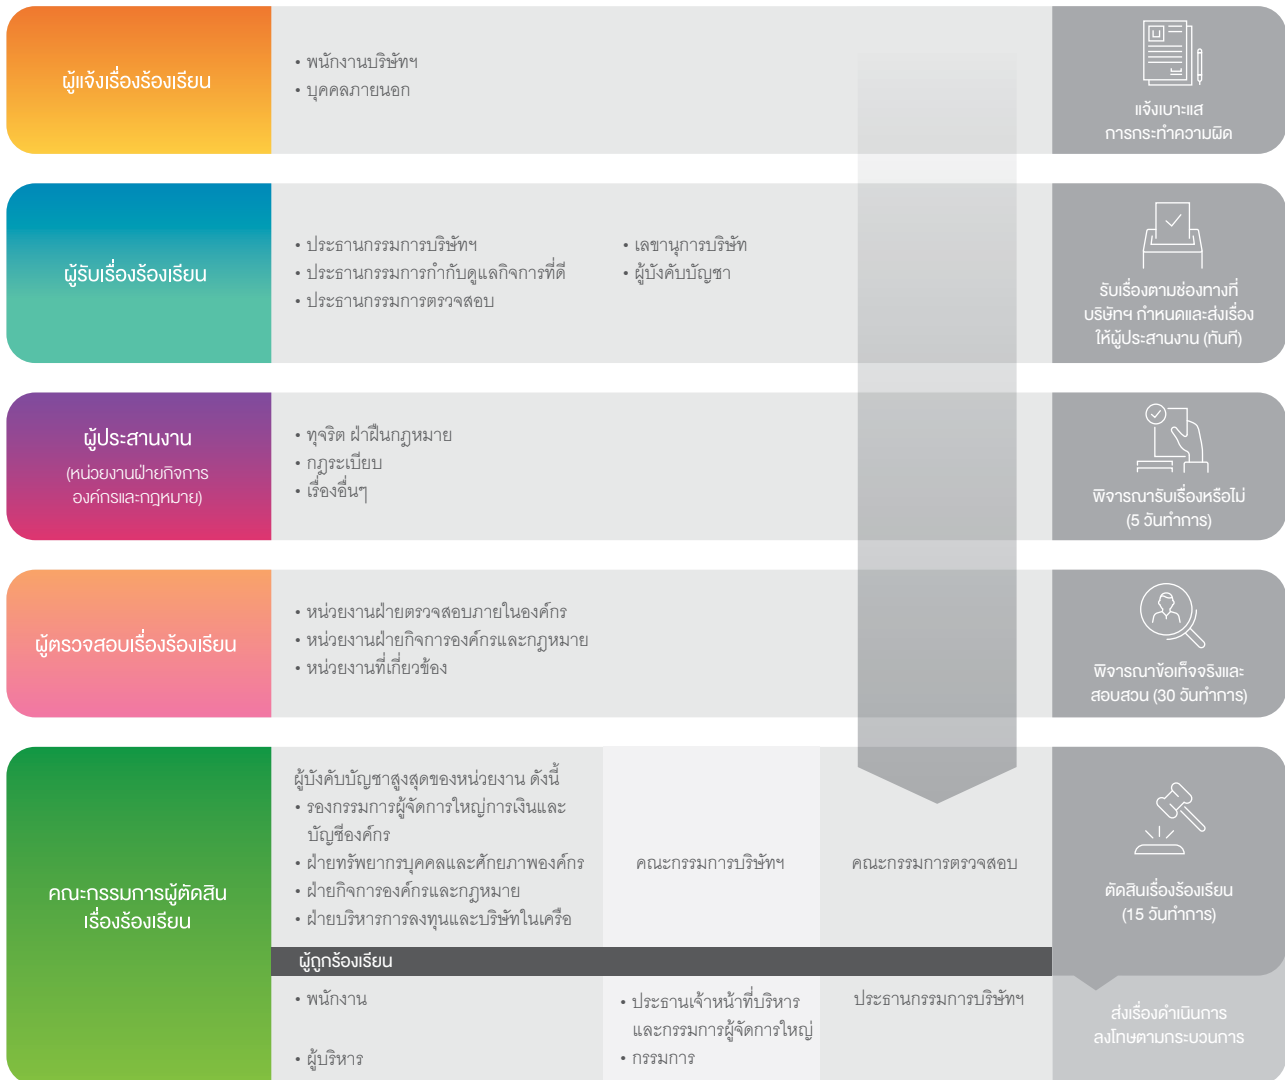 ผู้แจ้งเรื่องร้องเรียน
• พนักงานบริษัทฯ
• บุคคลภายนอก
แจ้งเบาะแส
การกระทำความผิด
ผู้รับเรื่องร้องเรียน
• ประธานกรรมการบริษัทฯ
• ประธานกรรมการกำกับดูแลกิจการที่ดี
• ประธานกรรมการตรวจสอบ
• เลขานุการบริษัท
• ผู้บังคับบัญชา
รับเรื่องตามช่องทางที่
บริษัทฯ กำหนดและส่งเรื่อง
ให้ผู้ประสานงาน (ทันที)
ผู้ประสานงาน
(หน่วยงานฝ่ายกิจการ
องค์กรและกฎหมาย)
• ทุจริต ฝ่าฝืนกฎหมาย
• กฎระเบียบ
• เรื่องอื่นๆ
พิจารณารับเรื่องหรือไม่
(5 วันทำการ)
ผู้ตรวจสอบเรื่องร้องเรียน
• หน่วยงานฝ่ายตรวจสอบภายในองค์กร
• หน่วยงานฝ่ายกิจการองค์กรและกฎหมาย
• หน่วยงานที่เกี่ยวข้อง
พิจารณาข้อเท็จจริงและ
สอบสวน (30 วันทำการ)
คณะกรรมการผู้ตัดสิน
เรื่องร้องเรียน
ผู้บังคับบัญชาสูงสุดของหน่วยงาน ดังนี้
• รองกรรมการผู้จัดการใหญ่การเงินและ
บัญชีองค์กร
• ฝ่ายทรัพยากรบุคคลและศักยภาพองค์กร
• ฝ่ายกิจการองค์กรและกฎหมาย
• ฝ่ายบริหารการลงทุนและบริษัทในเครือ
คณะกรรมการบริษัทฯ
คณะกรรมการตรวจสอบ
ตัดสินเรื่องร้องเรียน
(15 วันทำการ)
ผู้ถูกร้องเรียน
• พนักงาน
• ผู้บริหาร
• ประธานเจ้าหน้าที่บริหาร
และกรรมการผู้จัดการใหญ่
• กรรมการ
ประธานกรรมการบริษัทฯ
ส่งเรื่องดำเนินการ
ลงโทษตามกระบวนการ